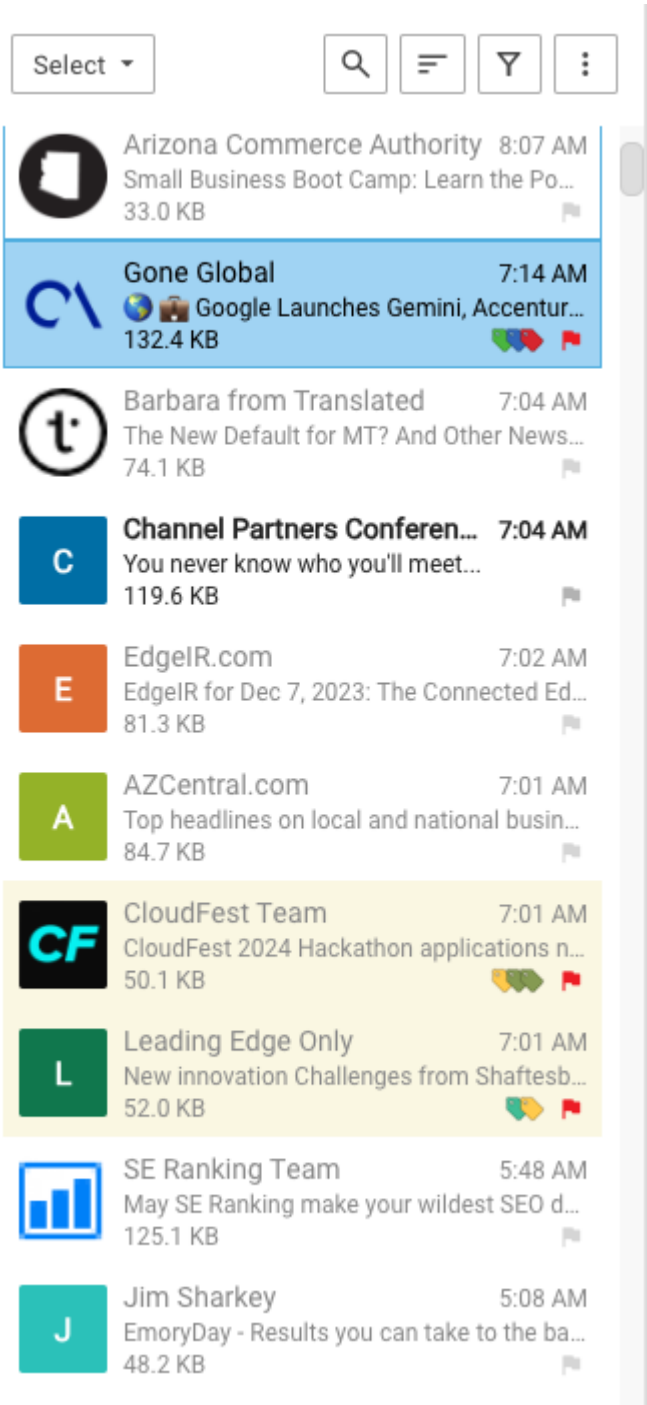 Select
Arizona Commerce Authority 8:07 AM
Small Business Boot Camp: Learn the Po...
33.0 KB
Gone Global 7:14 AM
🌎 💼 Google Launches Gemini, Accentur...
132.4 KB
t
Barbara from Translated 7:04 AM
The New Default for MT? And Other News...
74.1 KB
C
Channel Partners Conferen... 7:04 AM
You never know who you'll meet...
119.6 KB
E
EdgeIR.com 7:02 AM
EdgeIR for Dec 7, 2023: The Connected Ed...
81.3 KB
A
AZCentral.com 7:01 AM
Top headlines on local and national busin...
84.7 KB
CF
CloudFest Team 7:01 AM
CloudFest 2024 Hackathon applications n...
50.1 KB
L
Leading Edge Only 7:01 AM
New innovation Challenges from Shaftesb...
52.0 KB
SE Ranking Team 5:48 AM
May SE Ranking make your wildest SEO d...
125.1 KB
J
Jim Sharkey 5:08 AM
EmoryDay - Results you can take to the ba...
48.2 KB